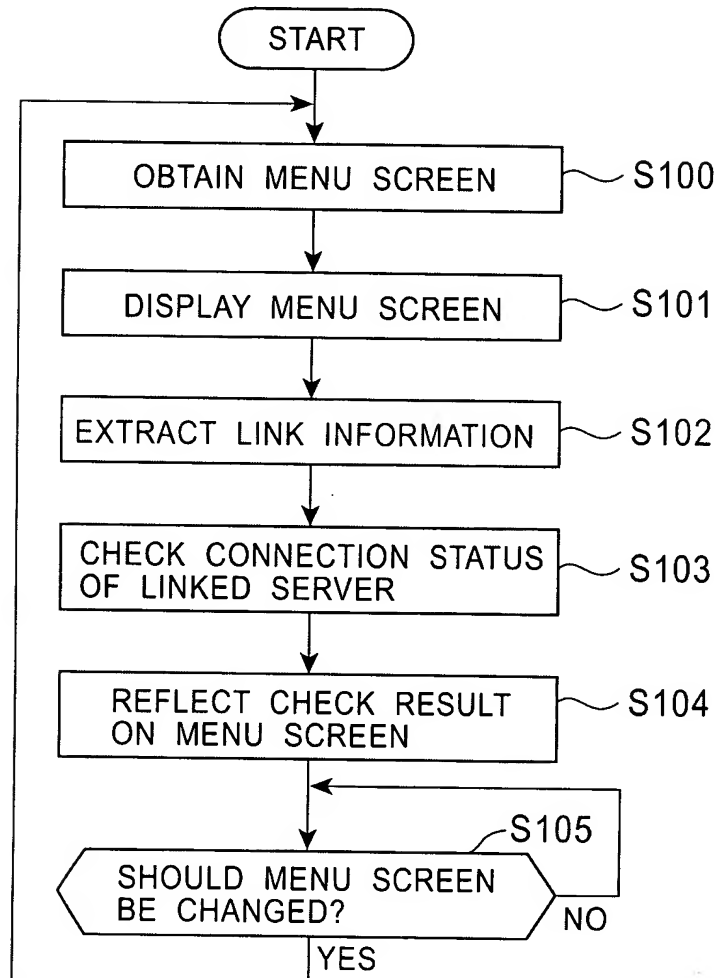 START
OBTAIN MENU SCREEN
S100
DISPLAY MENU SCREEN
S101
EXTRACT LINK INFORMATION
S102
CHECK CONNECTION STATUS
OF LINKED SERVER
S103
REFLECT CHECK RESULT
ON MENU SCREEN
S104
S105
SHOULD MENU SCREEN
BE CHANGED?
NO
YES